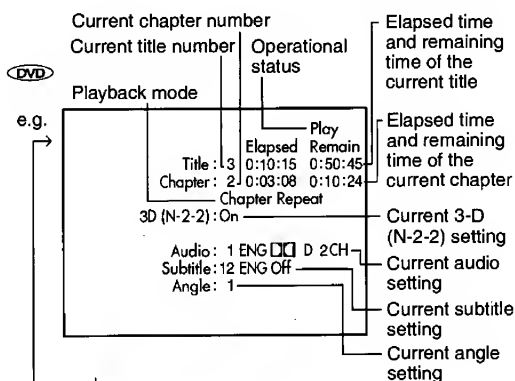 Current chapter number
Current title number
Operational
status
Elapsed time
and remaining
time of the
current title
DVD
Playback mode
e.g.
Play
Elapsed Remain
Title : 3 0:10:15 0:50:45
Chapter : 2 0:03:08 0:10:24
Chapter Repeat
3D (N-2-2) : On
Audio : 1 ENG DD D 2CH
Subtitle : 12 ENG Off
Angle : 1
Elapsed time
and remaining
time of the
current chapter
Current 3-D
(N-2-2) setting
Current audio
setting
Current subtitle
setting
Current angle
setting